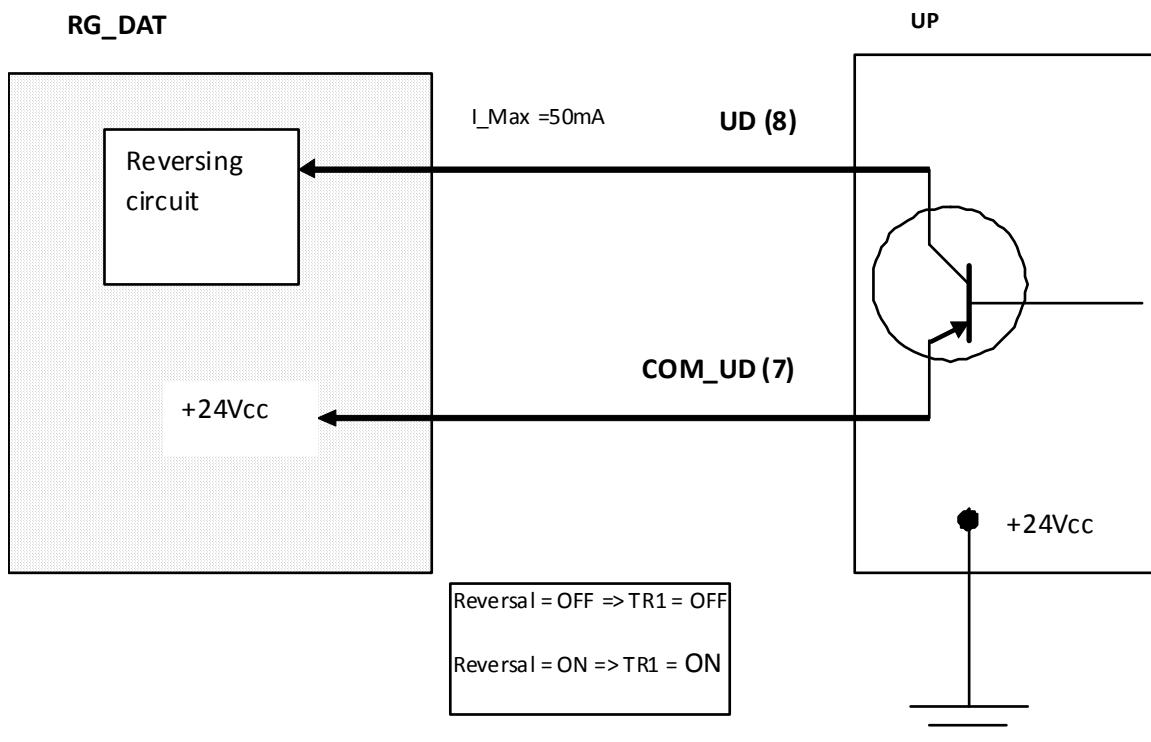 RG_DAT
UP
I_Max =50mA
UD (8)
Reversing
circuit
COM_UD (7)
+24Vcc
+24Vcc
Reversal = OFF => TR1 = OFF
Reversal = ON => TR1 = ON